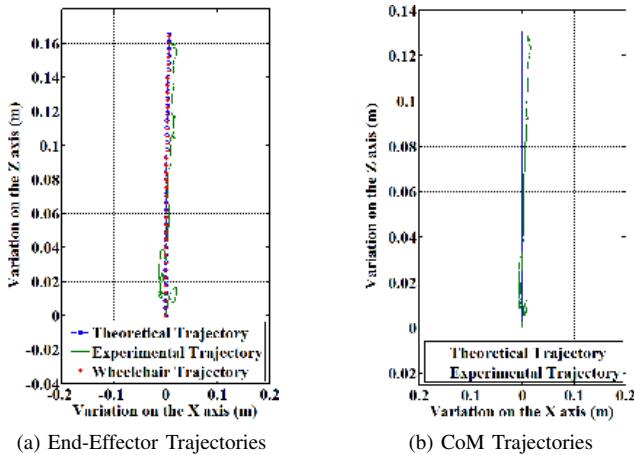 0.16
0.14
0.12
0.1
0.08
0.06
0.04
0.02
0
-0.02
-0.04
Variation on the Z axis (m)
Theoretical Trajectory
Experimental Trajectory
Wheelchair Trajectory
-0.2 -0.1 0 0.1 0.2
Variation on the X axis (m)
(a) End-Effector Trajectories
0.14
0.12
0.1
0.08
0.06
0.04
0.02
0
0.02
Variation on the Z axis (m)
Theoretical Trajectory
Experimental Trajectory
-0.2 -0.1 0 0.1 0.2
Variation on the X axis (m)
(b) CoM Trajectories